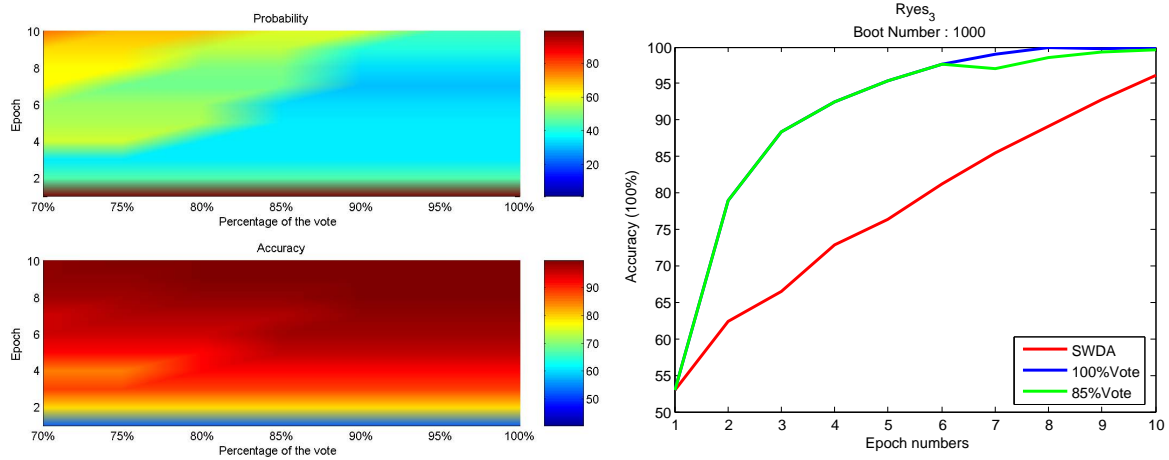 Probability
10
8
6
4
2
Epoch
70% 75% 80% 85% 90% 95% 100%
Percentage of the vote
80
60
40
20
Accuracy
10
8
6
4
2
Epoch
70% 75% 80% 85% 90% 95% 100%
Percentage of the vote
90
80
70
60
50
Ryes3
Boot Number : 1000
100
95
90
85
80
75
70
65
60
55
50
Accuracy (100%)
1 2 3 4 5 6 7 8 9 10
Epoch numbers
SWDA
100%Vote
85%Vote